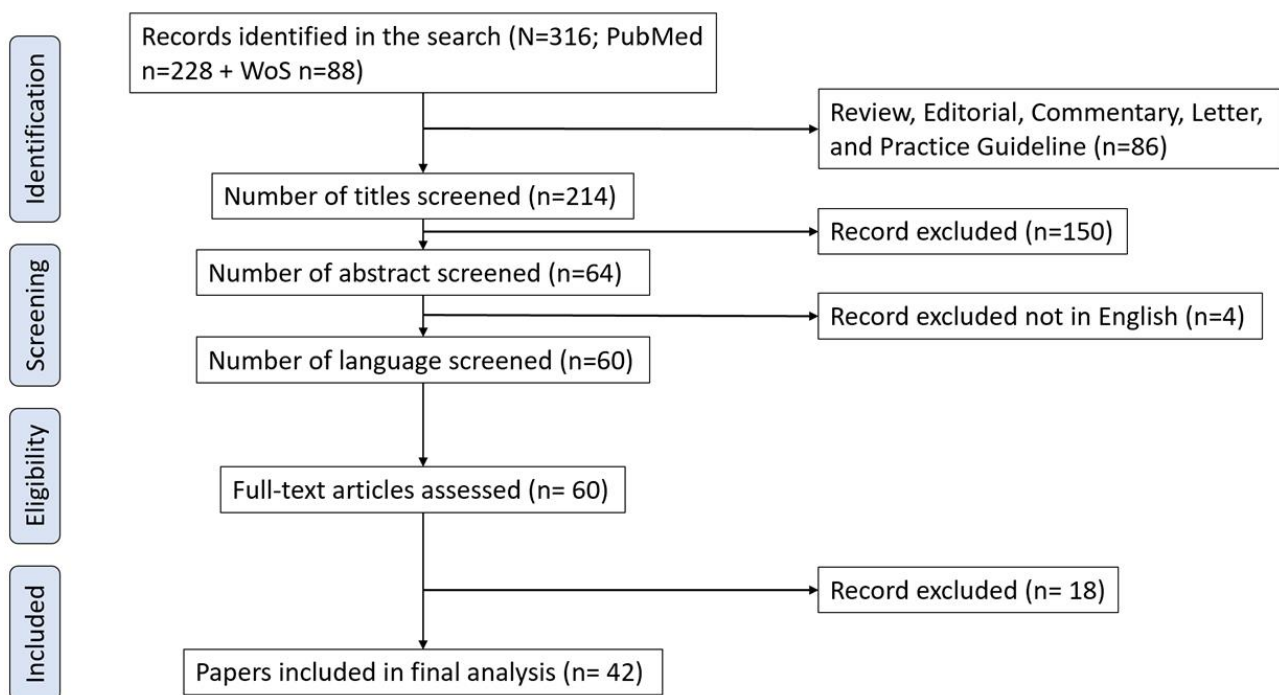 Identification
Records identified in the search (N=316; PubMed
n=228 + WoS n=88)
Review, Editorial, Commentary, Letter,
and Practice Guideline (n=86)
Number of titles screened (n=214)
Record excluded (n=150)
Screening
Number of abstract screened (n=64)
Record excluded not in English (n=4)
Number of language screened (n=60)
Eligibility
Full-text articles assessed (n= 60)
Included
Record excluded (n= 18)
Papers included in final analysis (n= 42)